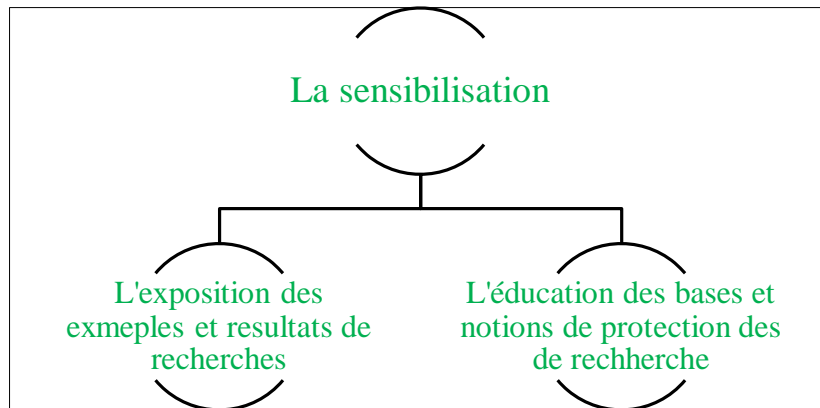 La sensibilisation
L'exposition des
exmeples et resultats de
recherches
L'éducation des bases et
notions de protection des
de rechherche